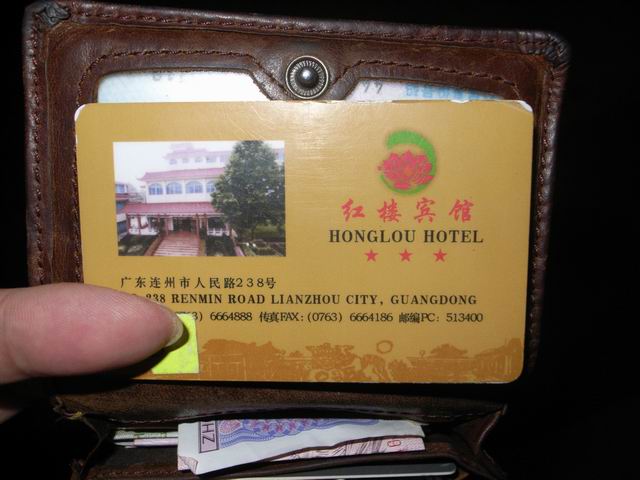 红楼宾馆
HONGLOU HOTEL
广东连州市人民路238号
238 RENMIN ROAD LIANZHOU CITY, GUANGDONG
3) 6664888 传真FAX:(0763) 6664186 邮编PC: 513400
ZH